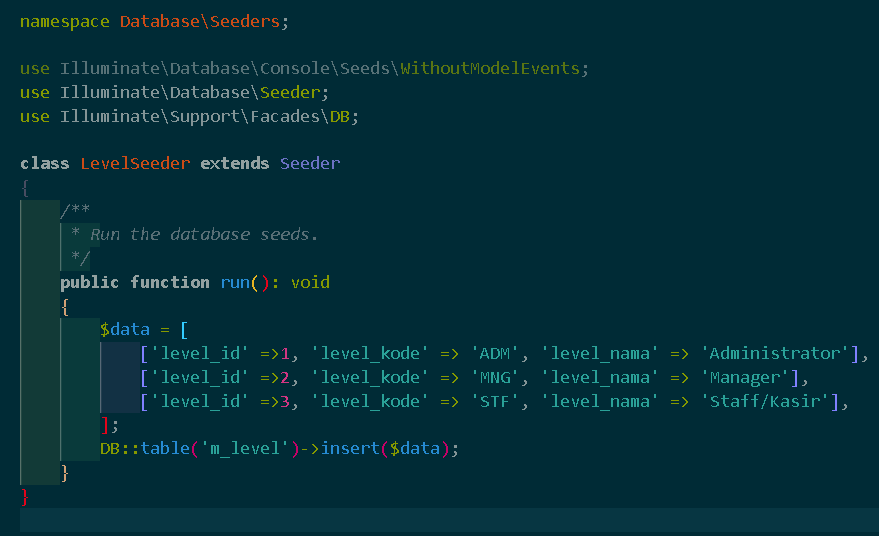 namespace Database\Seeders;
use Illuminate\Database\Console\Seeds\WithoutModelEvents;
use Illuminate\Database\Seeder;
use Illuminate\Support\Facades\DB;
class LevelSeeder extends Seeder
{
/**
* Run the database seeds.
*/
public function run(): void
{
$data = [
['level_id' =>1, 'level_kode' => 'ADM', 'level_nama' => 'Administrator'],
['level_id' =>2, 'level_kode' => 'MNG', 'level_nama' => 'Manager'],
['level_id' =>3, 'level_kode' => 'STF', 'level_nama' => 'Staff/Kasir'],
];
DB::table('m_level')->insert($data);
}
}